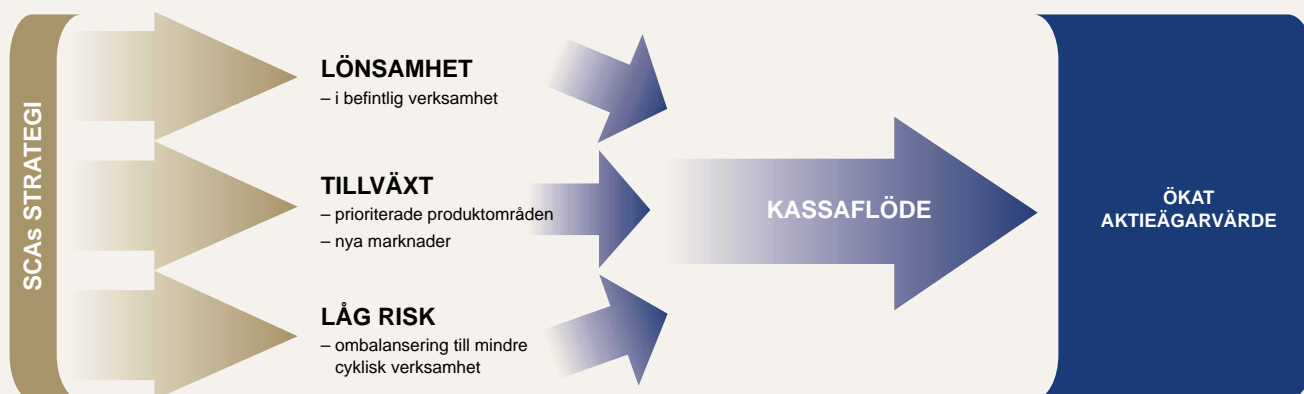 SCAs STRATEGI
LÖNSAMHET
– i befintlig verksamhet
TILLVÄXT
– prioriterade produktområden
– nya marknader
LÅG RISK
– ombalansering till mindre
cyklisk verksamhet
KASSAFLÖDE
ÖKAT
AKTIEÄGARVÄRDE